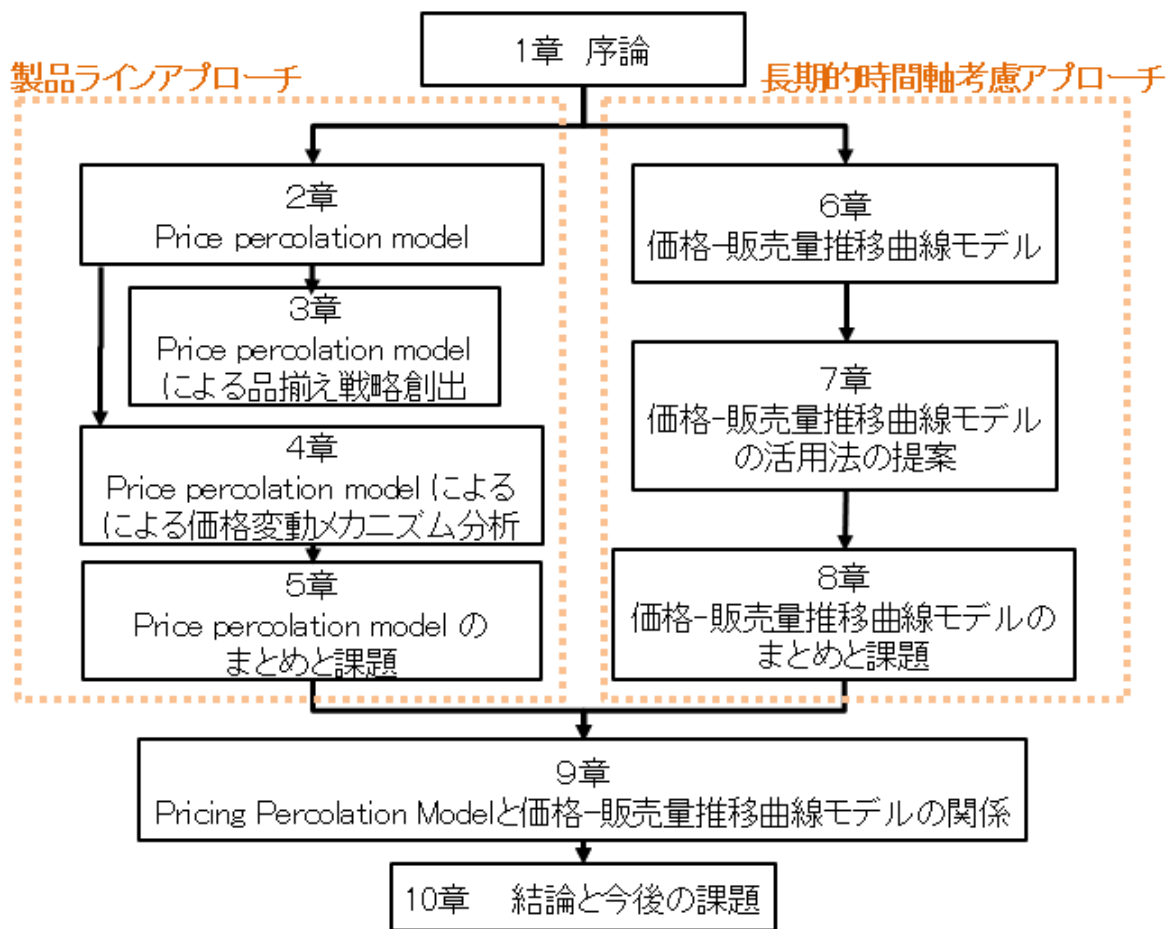 1章 序論
製品ラインアプローチ
長期的時間軸考慮アプローチ
2章
Price percolation model
3章
Price percolation model
による品揃え戦略創出
4章
Price percolation model による
による価格変動メカニズム分析
5章
Price percolation model の
まとめと課題
6章
価格-販売量推移曲線モデル
7章
価格-販売量推移曲線モデル
の活用法の提案
8章
価格-販売量推移曲線モデルの
まとめと課題
9章
Pricing Percolation Modelと価格-販売量推移曲線モデルの関係
10章 結論と今後の課題